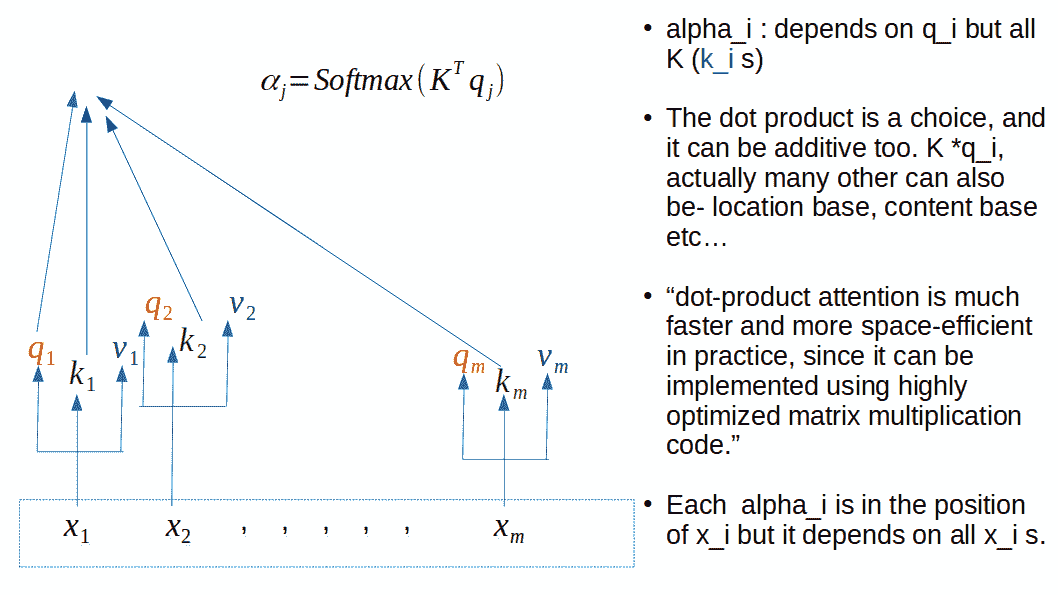 α_j=Softmax(K^T q_j)
q_1
k_1
v_1
q_2
k_2
v_2
q_m
k_m
v_m
x_1 x_2 , , , , , x_m
• alpha_i : depends on q_i but all
K (k_i s)
• The dot product is a choice, and
it can be additive too. K *q_i,
actually many other can also
be- location base, content base
etc…
• “dot-product attention is much
faster and more space-efficient
in practice, since it can be
implemented using highly
optimized matrix multiplication
code.”
• Each alpha_i is in the position
of x_i but it depends on all x_i s.